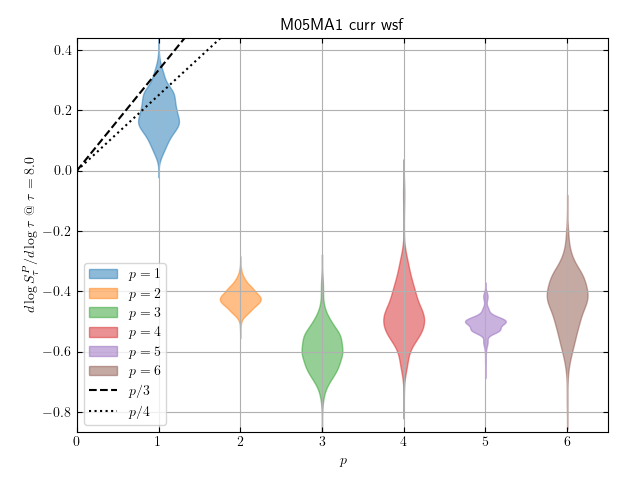 M05MA1 curr wsf
d log S_τ^P / d log τ @ τ = 8.0
0.4
0.2
0.0
−0.2
−0.4
−0.6
−0.8
p = 1
p = 2
p = 3
p = 4
p = 5
p = 6
p/3
p/4
0 1 2 3 4 5 6
p